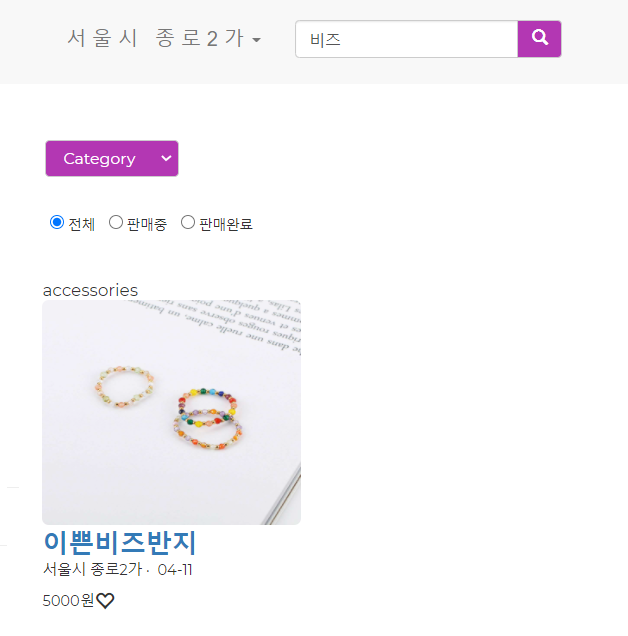 서울시 종로2가
비즈
Category
전체 판매중 판매완료
accessories
이쁜비즈반지
서울시 종로2가 · 04-11
5000원